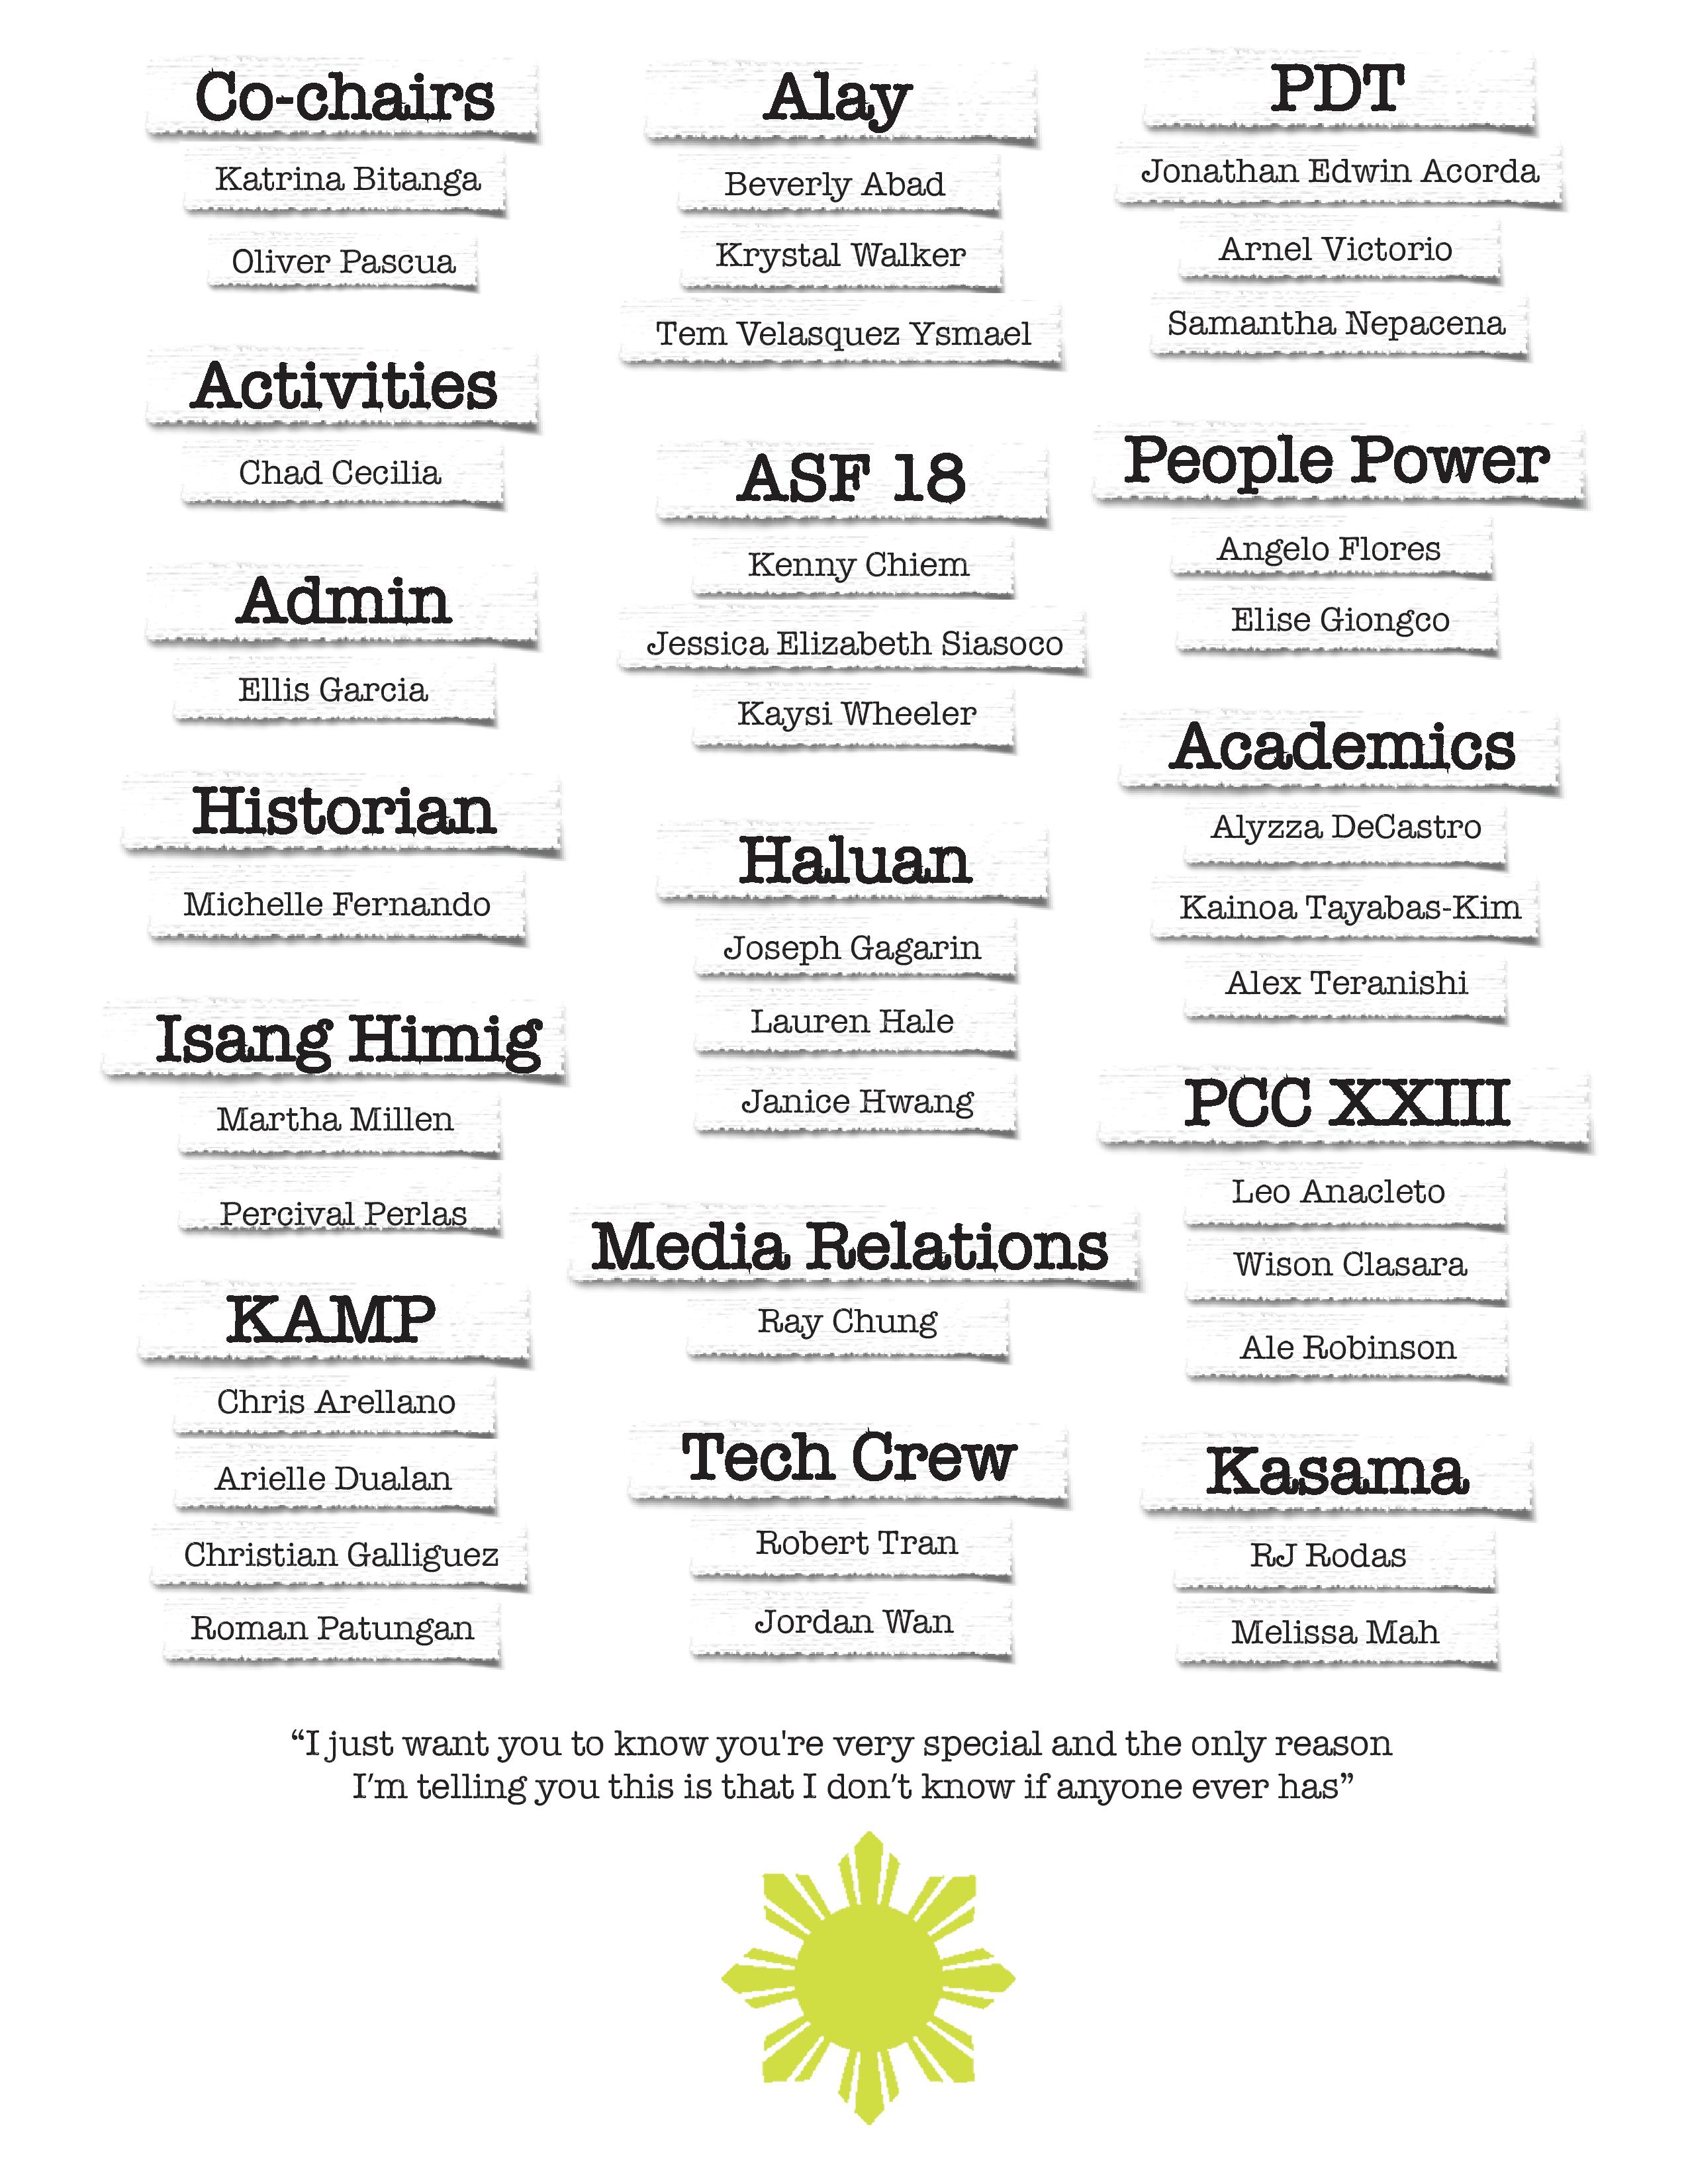 Co-chairs
Katrina Bitanga
Oliver Pascua
Activities
Chad Cecilia
Admin
Ellis Garcia
Historian
Michelle Fernando
Isang Himig
Martha Millen
Percival Perlas
KAMP
Chris Arellano
Arielle Dualan
Christian Galliguez
Roman Patungan
Alay
Beverly Abad
Krystal Walker
Tem Velasquez Ysmael
ASF 18
Kenny Chiem
Jessica Elizabeth Siasoco
Kaysi Wheeler
Haluan
Joseph Gagarin
Lauren Hale
Janice Hwang
Media Relations
Ray Chung
Tech Crew
Robert Tran
Jordan Wan
PDT
Jonathan Edwin Acorda
Arnel Victorio
Samantha Nepacena
People Power
Angelo Flores
Elise Giongco
Academics
Alyzza DeCastro
Kainoa Tayabas-Kim
Alex Teranishi
PCC XXIII
Leo Anacleto
Wison Clasara
Ale Robinson
Kasama
RJ Rodas
Melissa Mah
“I just want you to know you're very special and the only reason
I’m telling you this is that I don’t know if anyone ever has”